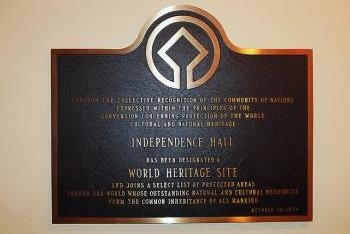 THROUGH THE COLLECTIVE RECOGNITION OF THE COMMUNITY OF NATIONS
EXPRESSED WITHIN THE PRINCIPLES OF THE
CONVENTION CONCERNING PROTECTION OF THE WORLD
CULTURAL AND NATURAL HERITAGE
INDEPENDENCE HALL
HAS BEEN DESIGNATED A
WORLD HERITAGE SITE
AND JOINS A SELECT LIST OF PROTECTED AREAS
AROUND THE WORLD WHOSE OUTSTANDING NATURAL AND CULTURAL RESOURCES
FORM THE COMMON INHERITANCE OF ALL MANKIND
OCTOBER 1979